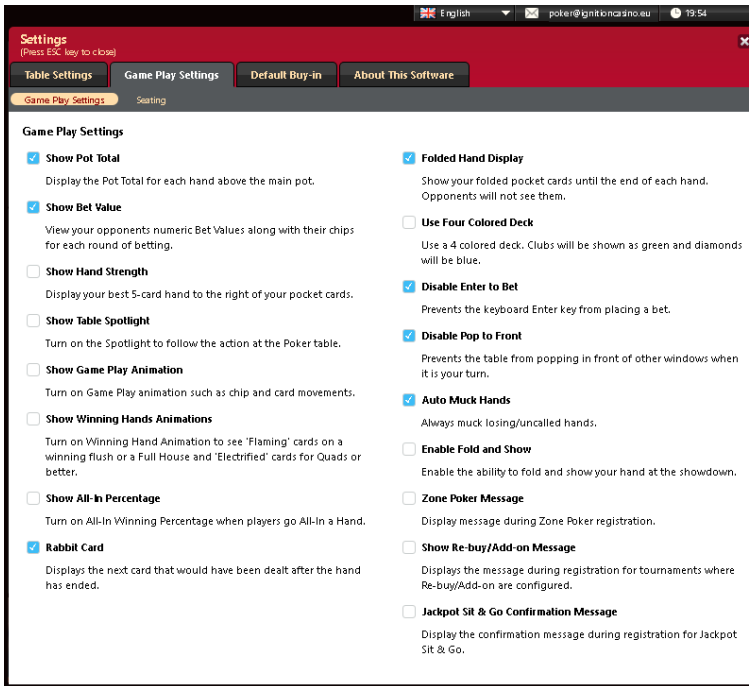 English
poker@ignitioncasino.eu
19:54
Settings
(Press ESC key to close)
Table Settings
Game Play Settings
Default Buy-in
About This Software
Game Play Settings
Seating
Game Play Settings
Show Pot Total
Display the Pot Total for each hand above the main pot.
Show Bet Value
View your opponents numeric Bet Values along with their chips
for each round of betting.
Show Hand Strength
Display your best 5-card hand to the right of your pocket cards.
Show Table Spotlight
Turn on the Spotlight to follow the action at the Poker table.
Show Game Play Animation
Turn on Game Play animation such as chip and card movements.
Show Winning Hands Animations
Turn on Winning Hand Animation to see 'Flaming' cards on a
winning flush or a Full House and 'Electrified' cards for Quads or
better.
Show All-In Percentage
Turn on All-In Winning Percentage when players go All-In a Hand.
Rabbit Card
Displays the next card that would have been dealt after the hand
has ended.
Folded Hand Display
Show your folded pocket cards until the end of each hand.
Opponents will not see them.
Use Four Colored Deck
Use a 4 colored deck. Clubs will be shown as green and diamonds
will be blue.
Disable Enter to Bet
Prevents the keyboard Enter key from placing a bet.
Disable Pop to Front
Prevents the table from popping in front of other windows when
it is your turn.
Auto Muck Hands
Always muck losing/uncalled hands.
Enable Fold and Show
Enable the ability to fold and show your hand at the showdown.
Zone Poker Message
Display message during Zone Poker registration.
Show Re-buy/Add-on Message
Displays the message during registration for tournaments where
Re-buy/Add-on are configured.
Jackpot Sit & Go Confirmation Message
Display the confirmation message during registration for Jackpot
Sit & Go.